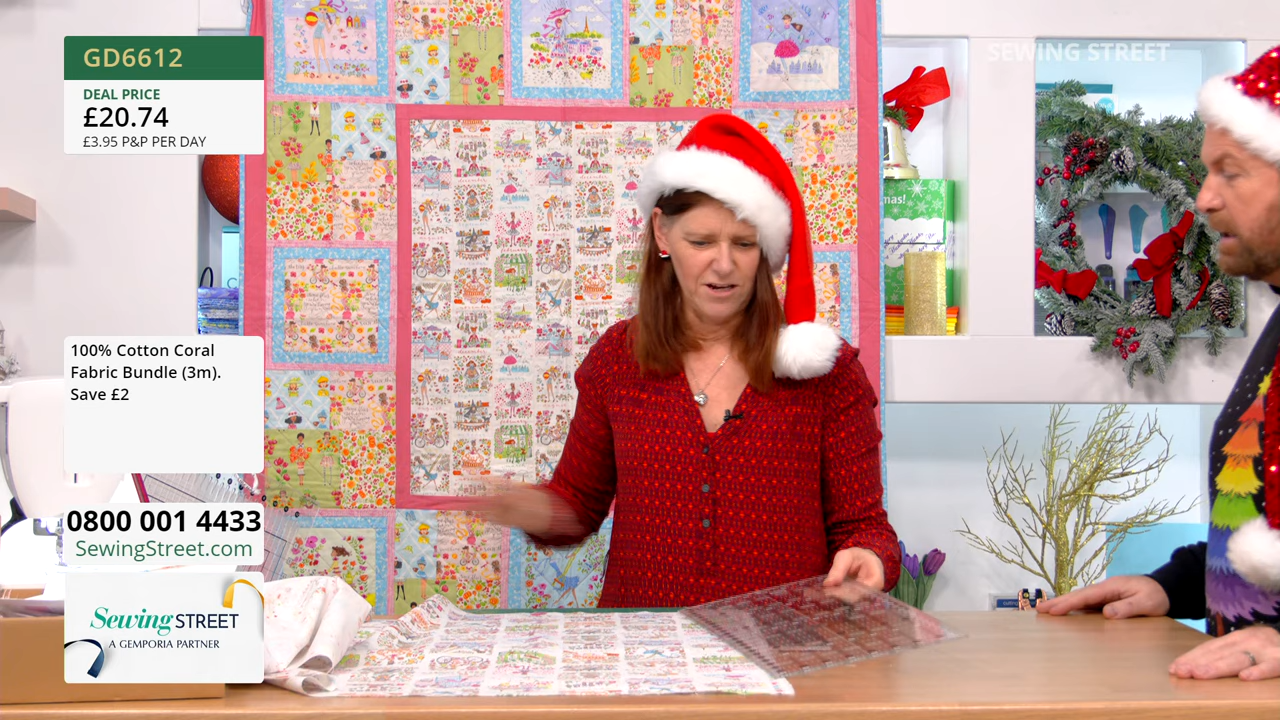 SEWING STREET
GD6612
DEAL PRICE
£20.74
£3.95 P&P PER DAY
mas!
100% Cotton Coral
Fabric Bundle (3m).
Save £2
0800 001 4433
SewingStreet.com
Sewing STREET
A GEMPORIA PARTNER